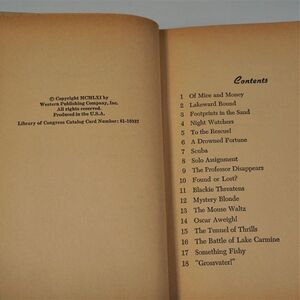 © Copyright MCMLXI by
Western Publishing Company, Inc.
All rights reserved.
Produced in the U.S.A.
Library of Congress Catalog Card Number: 61-10592
Contents
1 Of Mice and Money
2 Lakeward Bound
3 Footprints in the Sand
4 Night Watchers
5 To the Rescue!
6 A Drowned Fortune
7 Scuba
8 Solo Assignment
9 The Professor Disappears
10 Found or Lost?
11 Blackie Threatens
12 Mystery Blonde
13 The Mouse Waltz
14 Oscar Aweigh!
15 The Tunnel of Thrills
16 The Battle of Lake Carmine
17 Something Fishy
18 "Grossvater!"